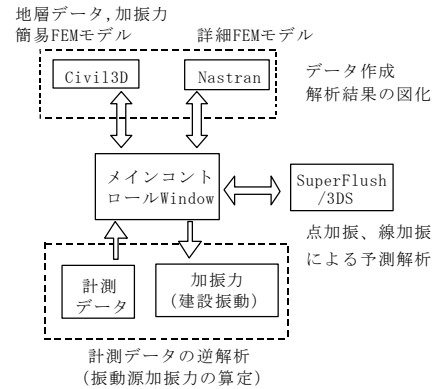 地層データ,加振力
簡易FEMモデル
詳細FEMモデル
Civil3D
Nastran
データ作成
解析結果の図化
メインコント
ロールWindow
SuperFlush
/3DS
点加振、線加振
による予測解析
計測
データ
加振力
(建設振動)
計測データの逆解析
(振動源加振力の算定)